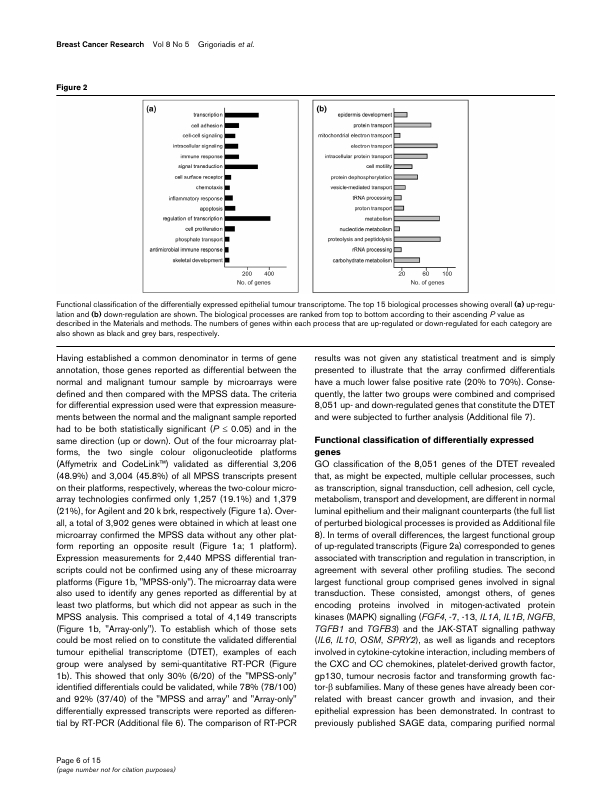 Breast Cancer Research Vol 8 No 5 Grigoriadis et al.
Figure 2
(a)
transcription
cell adhesion
cell-cell signaling
intracellular signaling
immune response
signal transduction
cell surface receptor
chemotaxis
inflammatory response
apoptosis
regulation of transcription
cell proliferation
phosphate transport
antimicrobial immune response
skeletal development
200 400
No. of genes
(b)
epidermis development
protein transport
mitochondrial electron transport
electron transport
intracellular protein transport
cell motility
protein dephosphorylation
vesicle-mediated transport
tRNA processing
proton transport
metabolism
nucleotide metabolism
proteolysis and peptidolysis
rRNA processing
carbohydrate metabolism
20 60 100
No. of genes
Functional classification of the differentially expressed epithelial tumour transcriptome. The top 15 biological processes showing overall (a) up-regu-
lation and (b) down-regulation are shown. The biological processes are ranked from top to bottom according to their ascending P value as
described in the Materials and methods. The numbers of genes within each process that are up-regulated or down-regulated for each category are
also shown as black and grey bars, respectively.
Having established a common denominator in terms of gene
annotation, those genes reported as differential between the
normal and malignant tumour sample by microarrays were
defined and then compared with the MPSS data. The criteria
for differential expression used were that expression measure-
ments between the normal and the malignant sample reported
had to be both statistically significant (P ≤ 0.05) and in the
same direction (up or down). Out of the four microarray plat-
forms, the two single colour oligonucleotide platforms
(Affymetrix and CodeLink™) validated as differential 3,206
(48.9%) and 3,004 (45.8%) of all MPSS transcripts present
on their platforms, respectively, whereas the two-colour micro-
array technologies confirmed only 1,257 (19.1%) and 1,379
(21%), for Agilent and 20 k brk, respectively (Figure 1a). Over-
all, a total of 3,902 genes were obtained in which at least one
microarray confirmed the MPSS data without any other plat-
form reporting an opposite result (Figure 1a; 1 platform).
Expression measurements for 2,440 MPSS differential tran-
scripts could not be confirmed using any of these microarray
platforms (Figure 1b, "MPSS-only"). The microarray data were
also used to identify any genes reported as differential by at
least two platforms, but which did not appear as such in the
MPSS analysis. This comprised a total of 4,149 transcripts
(Figure 1b, "Array-only"). To establish which of those sets
could be most relied on to constitute the validated differential
tumour epithelial transcriptome (DTET), examples of each
group were analysed by semi-quantitative RT-PCR (Figure
1b). This showed that only 30% (6/20) of the "MPSS-only"
identified differentials could be validated, while 78% (78/100)
and 92% (37/40) of the "MPSS and array" and "Array-only"
differentially expressed transcripts were reported as differen-
tial by RT-PCR (Additional file 6). The comparison of RT-PCR
results was not given any statistical treatment and is simply
presented to illustrate that the array confirmed differentials
have a much lower false positive rate (20% to 70%). Conse-
quently, the latter two groups were combined and comprised
8,051 up- and down-regulated genes that constitute the DTET
and were subjected to further analysis (Additional file 7).
Functional classification of differentially expressed
genes
GO classification of the 8,051 genes of the DTET revealed
that, as might be expected, multiple cellular processes, such
as transcription, signal transduction, cell adhesion, cell cycle,
metabolism, transport and development, are different in normal
luminal epithelium and their malignant counterparts (the full list
of perturbed biological processes is provided as Additional file
8). In terms of overall differences, the largest functional group
of up-regulated transcripts (Figure 2a) corresponded to genes
associated with transcription and regulation in transcription, in
agreement with several other profiling studies. The second
largest functional group comprised genes involved in signal
transduction. These consisted, amongst others, of genes
encoding proteins involved in mitogen-activated protein
kinases (MAPK) signalling (FGF4, -7, -13, IL1A, IL1B, NGFB,
TGFB1 and TGFB3) and the JAK-STAT signalling pathway
(IL6, IL10, OSM, SPRY2), as well as ligands and receptors
involved in cytokine-cytokine interaction, including members of
the CXC and CC chemokines, platelet-derived growth factor,
gp130, tumour necrosis factor and transforming growth fac-
tor-β subfamilies. Many of these genes have already been cor-
related with breast cancer growth and invasion, and their
epithelial expression has been demonstrated. In contrast to
previously published SAGE data, comparing purified normal
Page 6 of 15
(page number not for citation purposes)